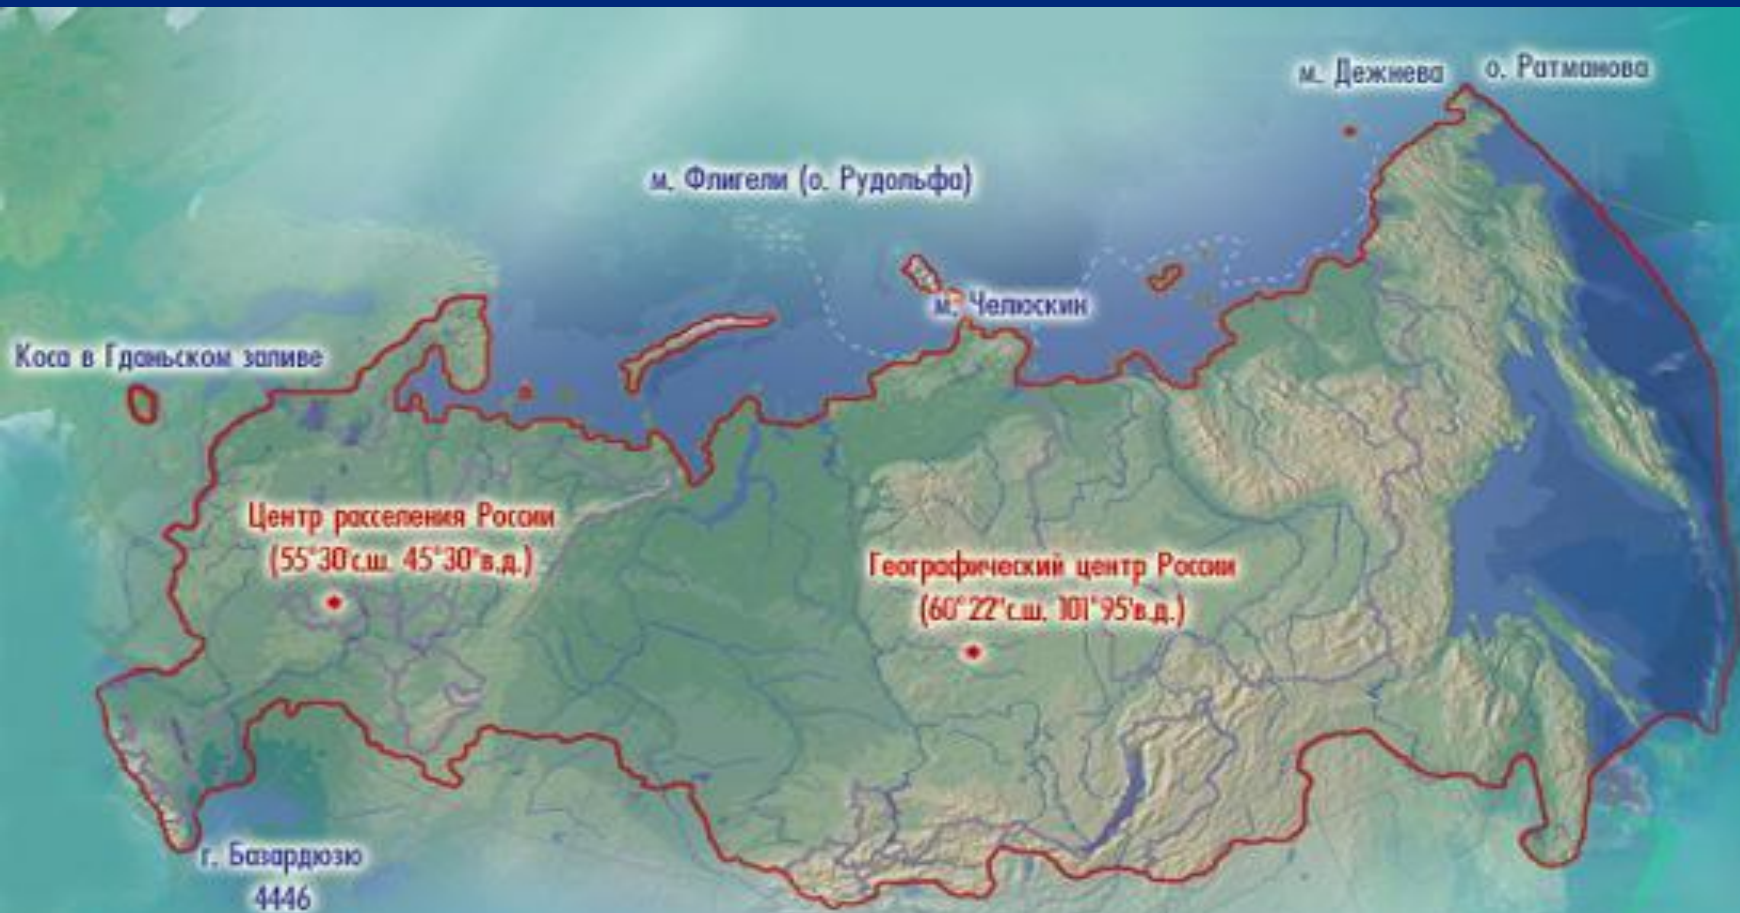 м. Дежнева
о. Ратманова
м. Флигели (о. Рудольфа)
м. Челюскин
Коса в Гданьском заливе
Центр расселения России
(55°30'с.ш. 45°30'в.д.)
Географический центр России
(60°22'с.ш. 101°95'в.д.)
г. Базардюзю
4446